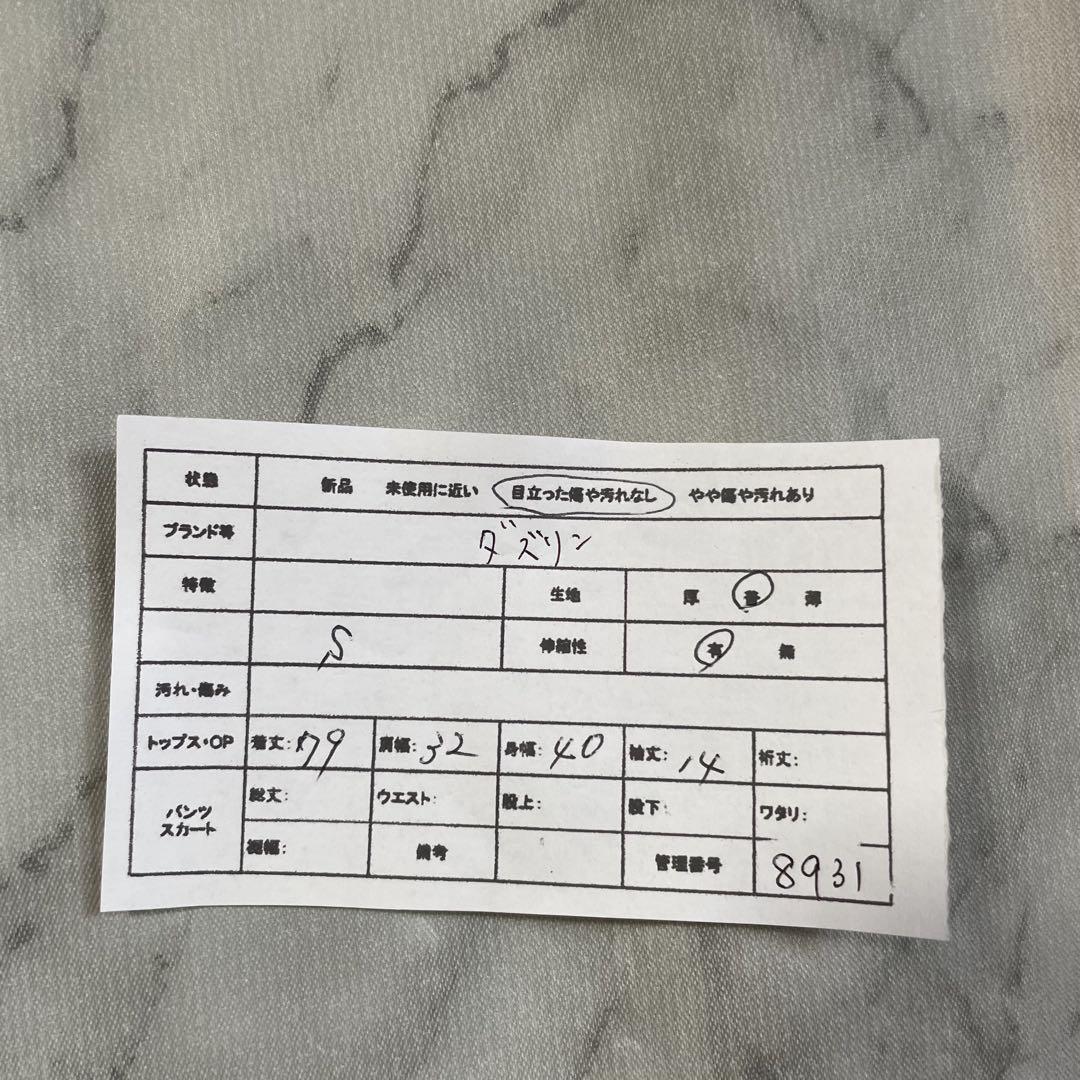 状態 新品 未使用に近い 目立った傷や汚れなし やや傷や汚れあり
ブランド等 ダズリン
特徴 生地 厚 普 薄
S 伸縮性 有 無
汚れ・傷み
トップス・OP 着丈:79 肩幅:32 身幅:40 袖丈:14 裄丈:
パンツ スカート 総丈: ウエスト: 股上: 股下: ワタリ:
裾幅: 備考 管理番号 8931